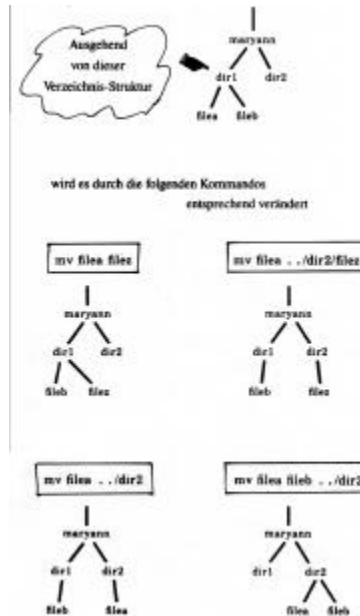 Ausgehend
von dieser
Verzeichnis-Struktur
maryann
dir1 dir2
filea fileb
wird es durch die folgenden Kommandos
entsprechend verändert
mv filea filez
maryann
dir1 dir2
fileb filez
mv filea . ./dir2/filez
maryann
dir1 dir2
fileb filez
mv filea . ./dir2
maryann
dir1 dir2
fileb filea
mv filea fileb . ./dir2
maryann
dir1 dir2
filea fileb